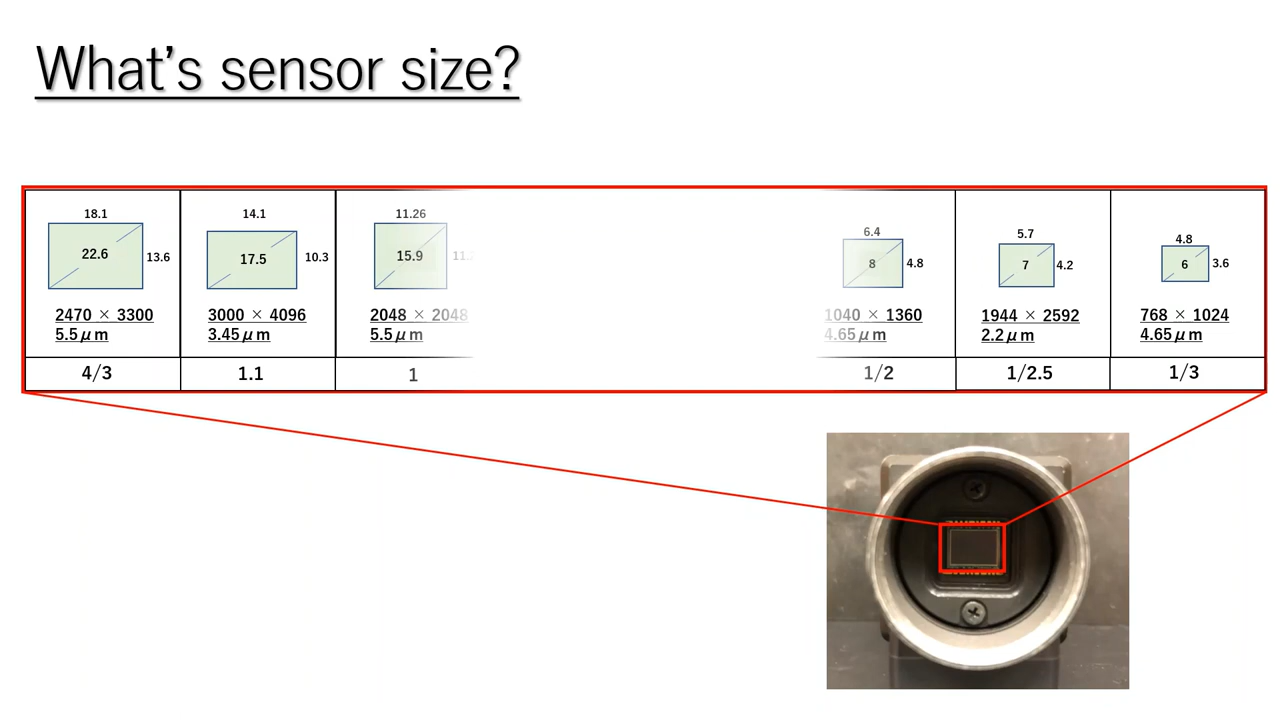 What's sensor size?
18.1
22.6
13.6
2470 × 3300
5.5μm
4/3
14.1
17.5
10.3
3000 × 4096
3.45μm
1.1
11.26
15.9
2048 × 2048
5.5μm
1
6.4
8
4.8
1040 × 1360
4.65μm
1/2
5.7
7
4.2
1944 × 2592
2.2μm
1/2.5
4.8
6
3.6
768 × 1024
4.65μm
1/3